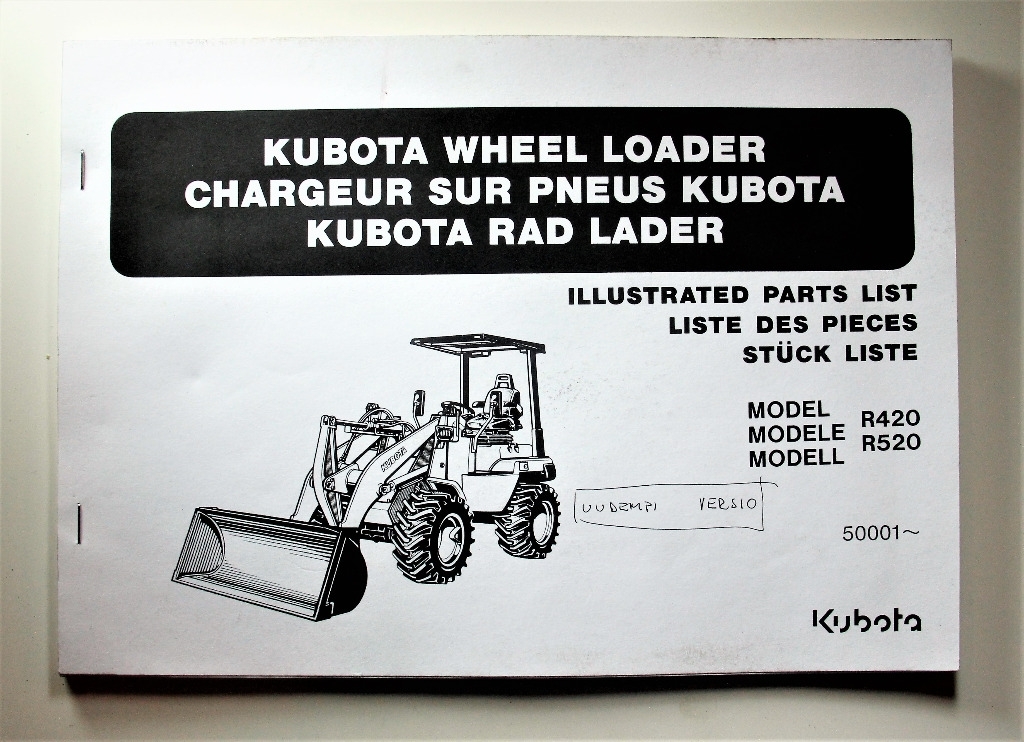 KUBOTA WHEEL LOADER
CHARGEUR SUR PNEUS KUBOTA
KUBOTA RAD LADER
ILLUSTRATED PARTS LIST
LISTE DES PIECES
STÜCK LISTE
MODEL
MODELE
MODELL
R420
R520
KUBOTA
UUDEMPI VERSIO
50001~
Kubota